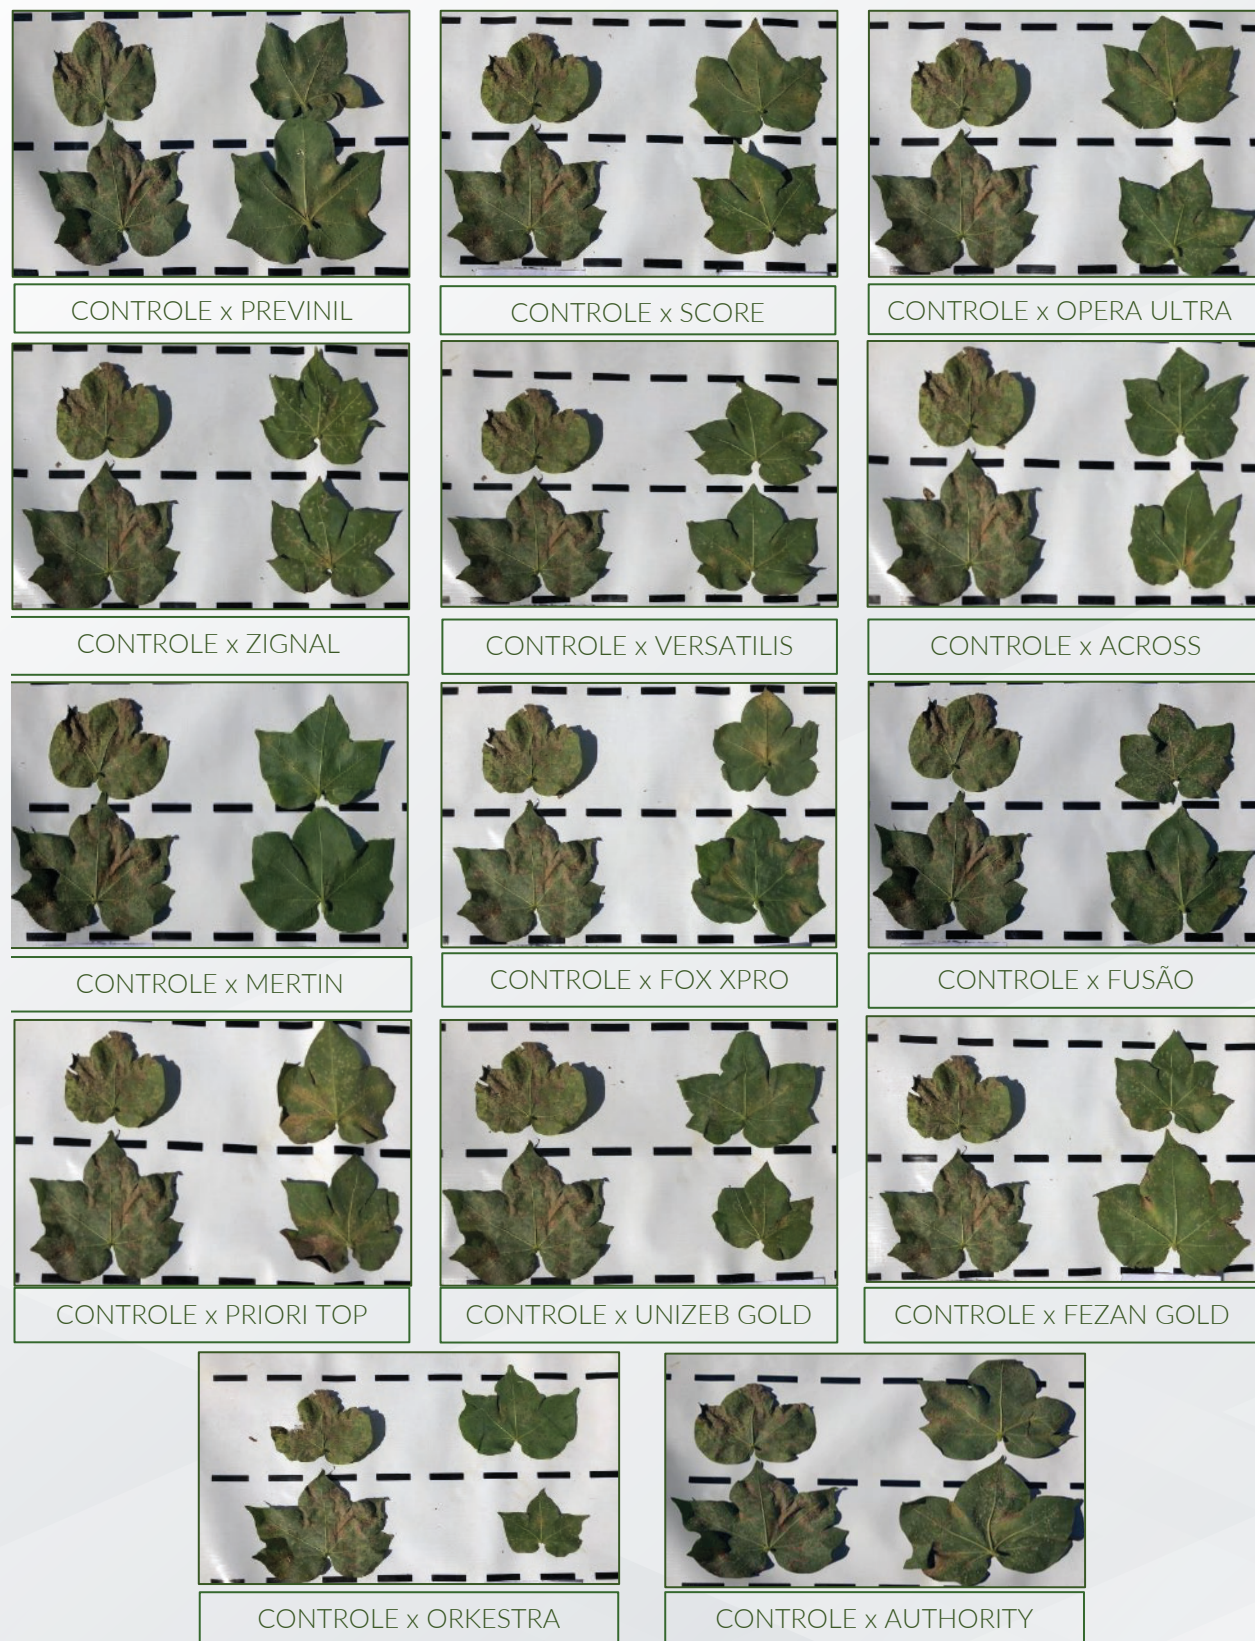 CONTROLE x PREVINIL
CONTROLE x SCORE
CONTROLE x OPERA ULTRA
CONTROLE x ZIGNAL
CONTROLE x VERSATILIS
CONTROLE x ACROSS
CONTROLE x MERTIN
CONTROLE x FOX XPRO
CONTROLE x FUSÃO
CONTROLE x PRIORI TOP
CONTROLE x UNIZEB GOLD
CONTROLE x FEZAN GOLD
CONTROLE x ORKESTRA
CONTROLE x AUTHORITY